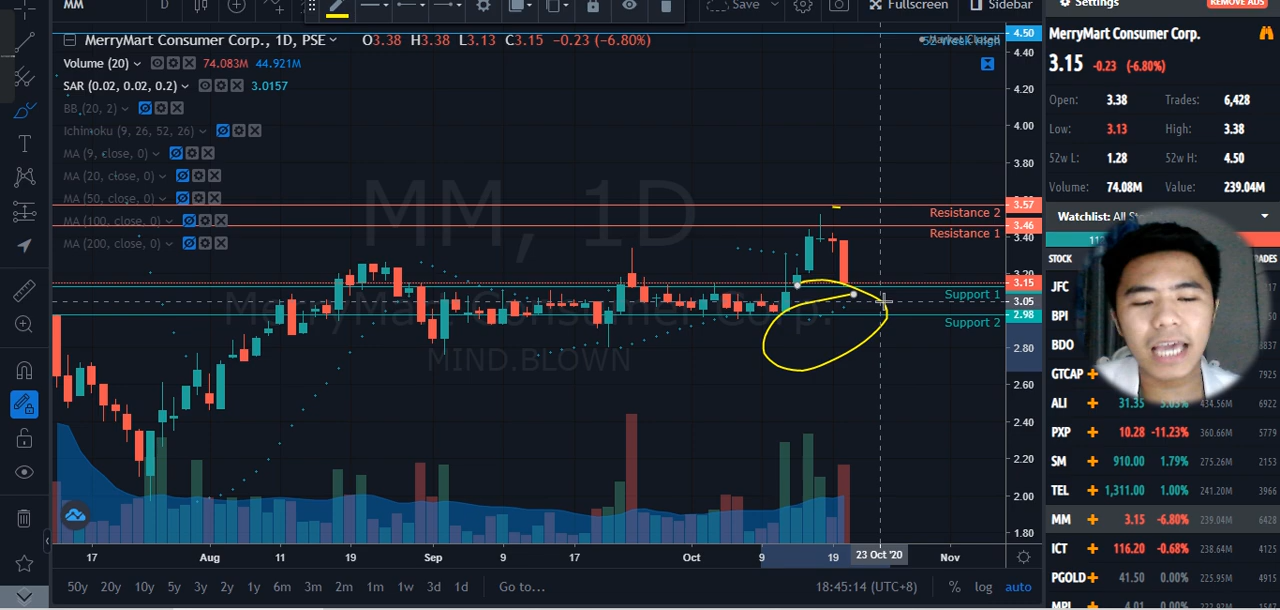 MM
D
Save
Fullscreen
Sidebar
Settings
REMOVE ADS
MerryMart Consumer Corp., 1D, PSE O3.38 H3.38 L3.13 C3.15 −0.23 (−6.80%)
Volume (20) 74.083M 44.921M
SAR (0.02, 0.02, 0.2) 3.0157
BB (20, 2)
Ichimoku (9, 26, 52, 26)
MA (9, close, 0)
MA (20, close, 0)
MA (50, close, 0)
MA (100, close, 0)
MA (200, close, 0)
MM, 1D
MerryMart Consumer Corp.
MIND.BLOWN
52 Week High
Resistance 2
Resistance 1
Support 1
Support 2
4.50
4.40
4.20
4.00
3.80
3.57
3.46
3.40
3.20
3.15
3.05
2.98
2.80
2.60
2.40
2.20
2.00
1.80
17 Aug 11 19 Sep 9 17 Oct 9 19 23 Oct '20 Nov
50y 20y 10y 5y 3y 2y 1y 6m 3m 2m 1m 1w 3d 1d Go to...
18:45:14 (UTC+8) % log auto
MerryMart Consumer Corp.
3.15 -0.23 (-6.80%)
Open: 3.38 Trades: 6,428
Low: 3.13 High: 3.38
52w L: 1.28 52w H: 4.50
Volume: 74.08M Value: 239.04M
Watchlist: All
STOCK
JFC
BPI
BDO
GTCAP
ALI 31.35 434.56M 6922
PXP 10.28 -11.23% 360.66M 5779
SM 910.00 1.79% 275.26M 2153
TEL 1,311.00 1.00% 241.20M 3966
MM 3.15 -6.80% 239.04M 6428
ICT 116.20 -0.68% 238.64M 4125
PGOLD 41.50 0.00% 225.95M 4915